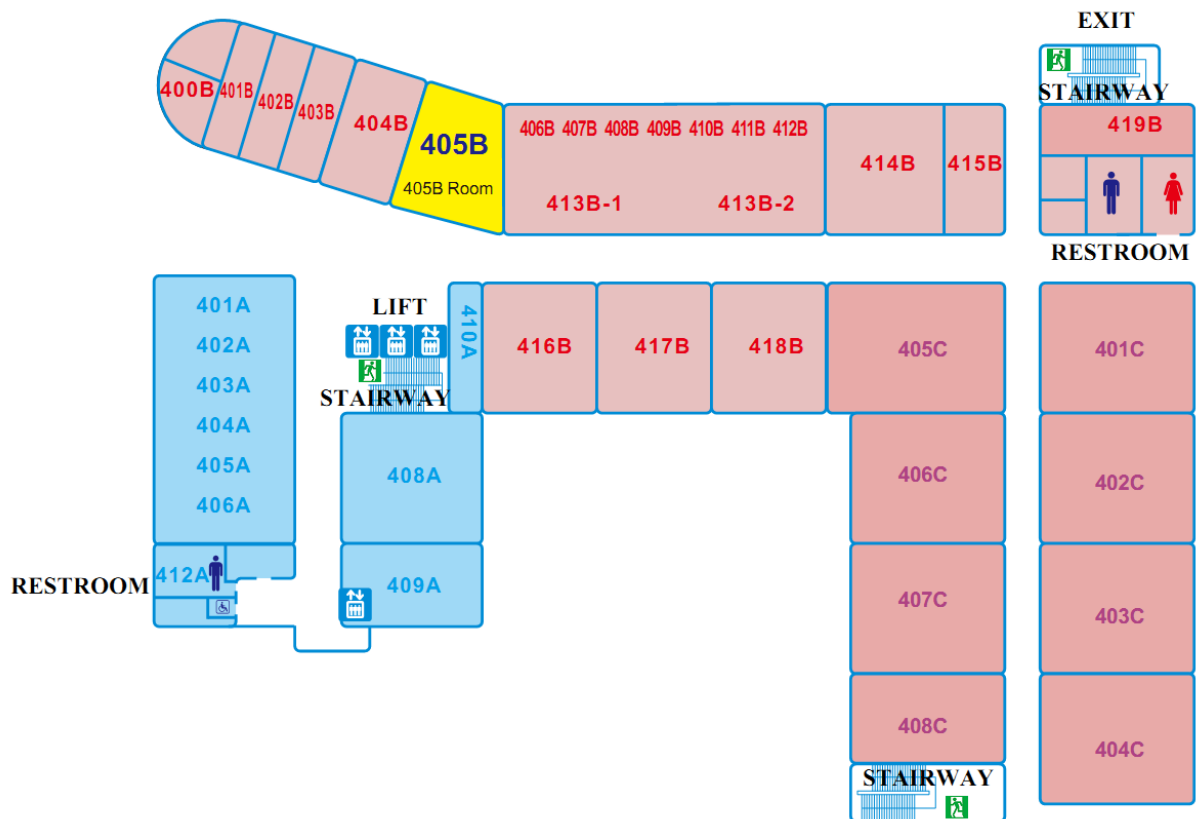 EXIT
STAIRWAY
400B
401B
402B
403B
404B
405B
405B Room
406B 407B 408B 409B 410B 411B 412B
413B-1
413B-2
414B
415B
419B
RESTROOM
401A
402A
403A
404A
405A
406A
LIFT
STAIRWAY
410A
416B
417B
418B
405C
401C
408A
406C
402C
RESTROOM
412A
409A
407C
403C
408C
404C
STAIRWAY